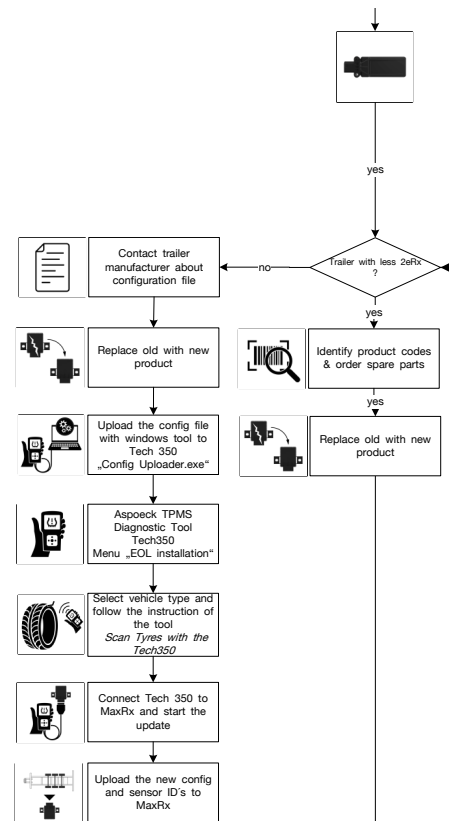 yes
Trailer with less 2eRx
?
no
yes
Contact trailer
manufacturer about
configuration file
Identify product codes
& order spare parts
yes
Replace old with new
product
Replace old with new
product
Upload the config file
with windows tool to
Tech 350
„Config Uploader.exe“
Aspoeck TPMS
Diagnostic Tool
Tech350
Menu „EOL installation“
Select vehicle type and
follow the instruction of
the tool
Scan Tyres with the
Tech350
Connect Tech 350 to
MaxRx and start the
update
Upload the new config
and sensor ID´s to
MaxRx